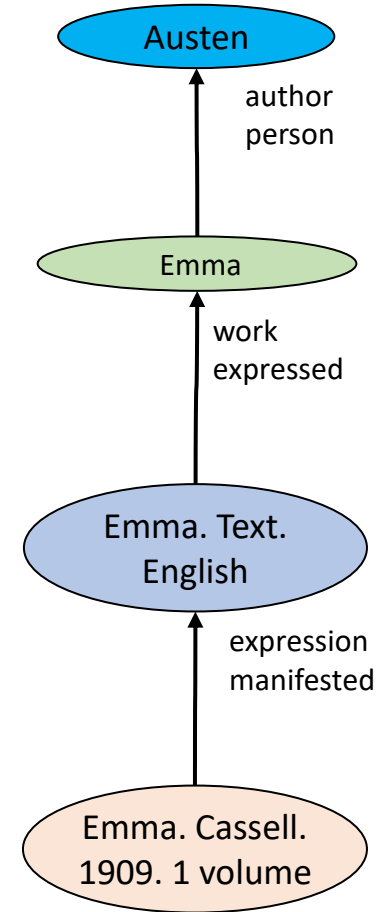 Austen
author
person
Emma
work
expressed
Emma. Text.
English
expression
manifested
Emma. Cassell.
1909. 1 volume